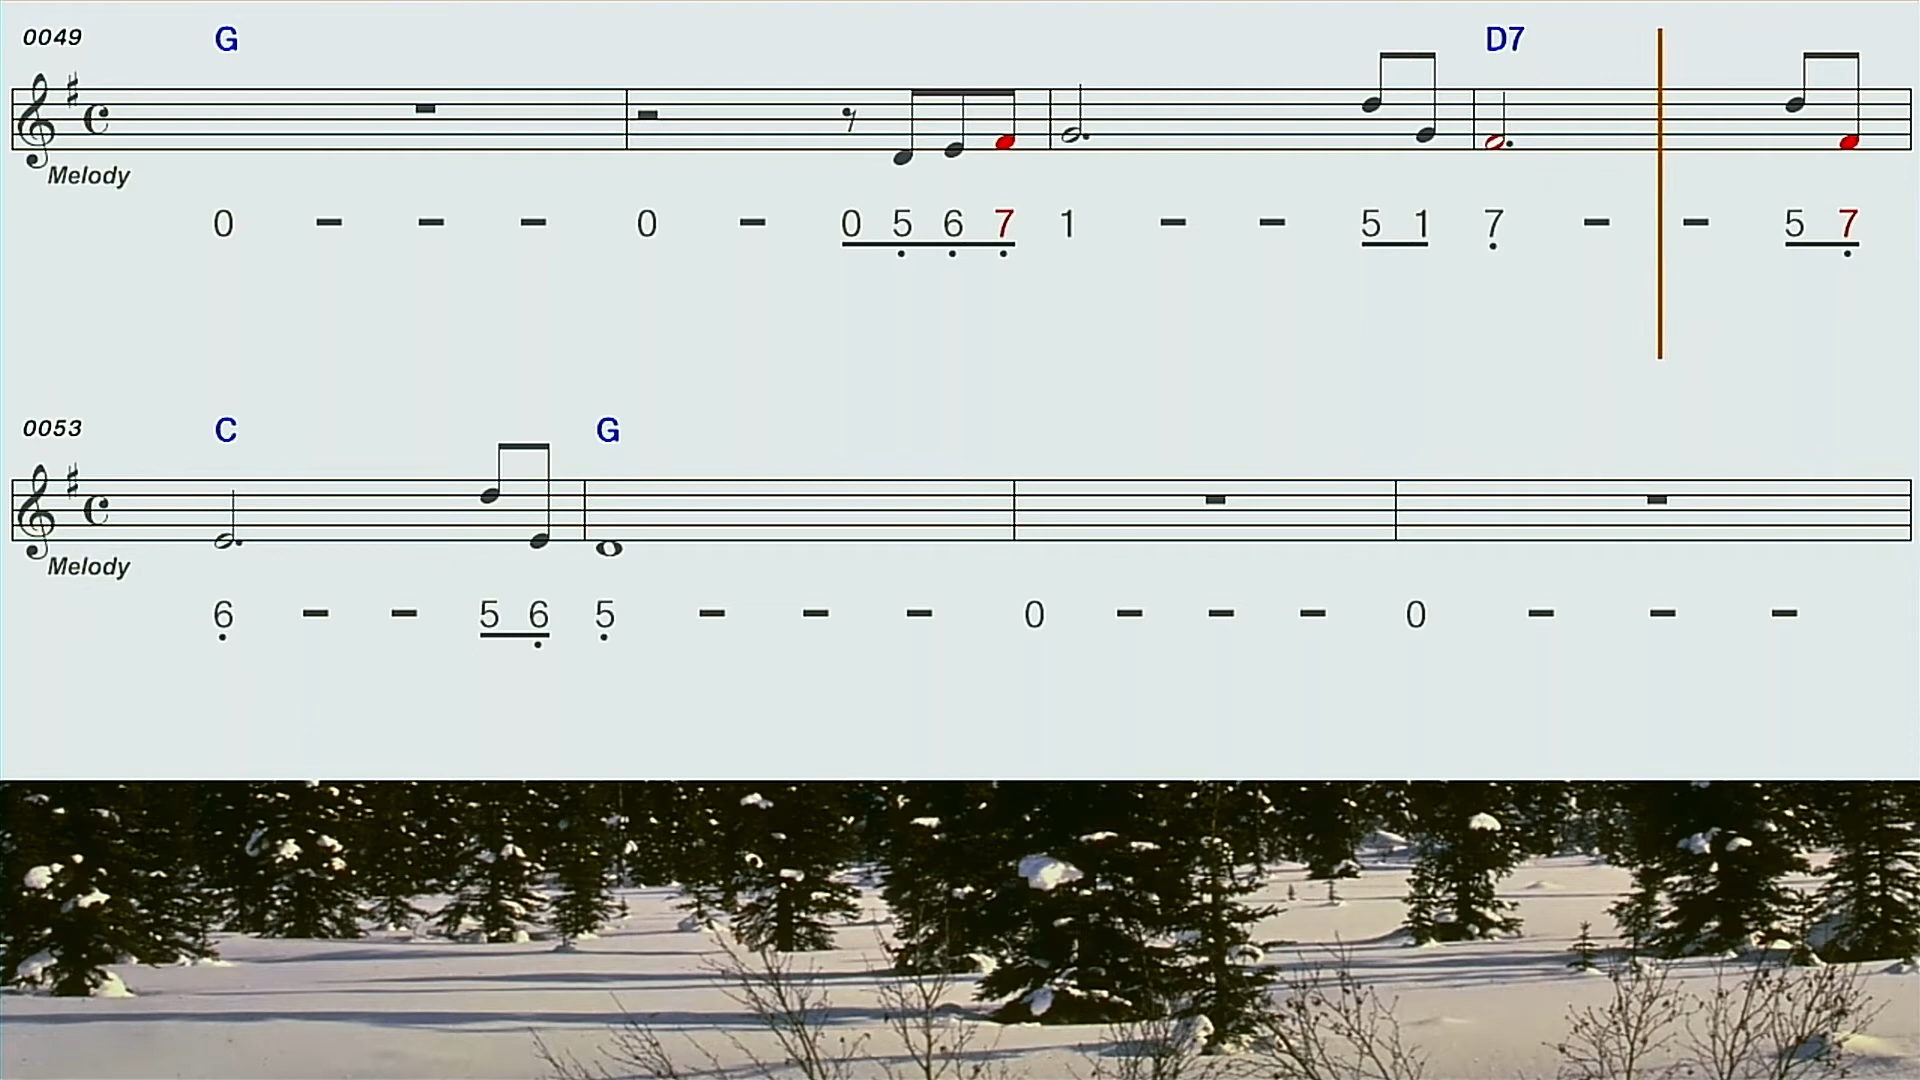 0049 G D7
Melody
0 - - - 0 - 0 5 6 7 1 - - 5 1 7 - - 5 7
0053 C G
Melody
6 - - 5 6 5 - - - 0 - - - 0 - - -